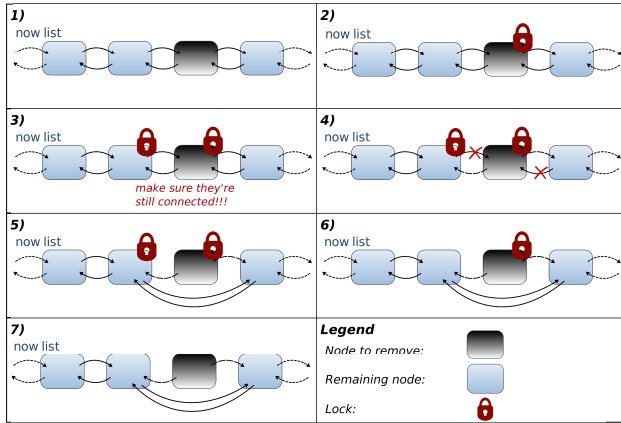 1)
now list
2)
now list
3)
now list
make sure they're
still connected!!!
4)
now list
5)
now list
6)
now list
7)
now list
Legend
Node to remove:
Remaining node:
Lock: